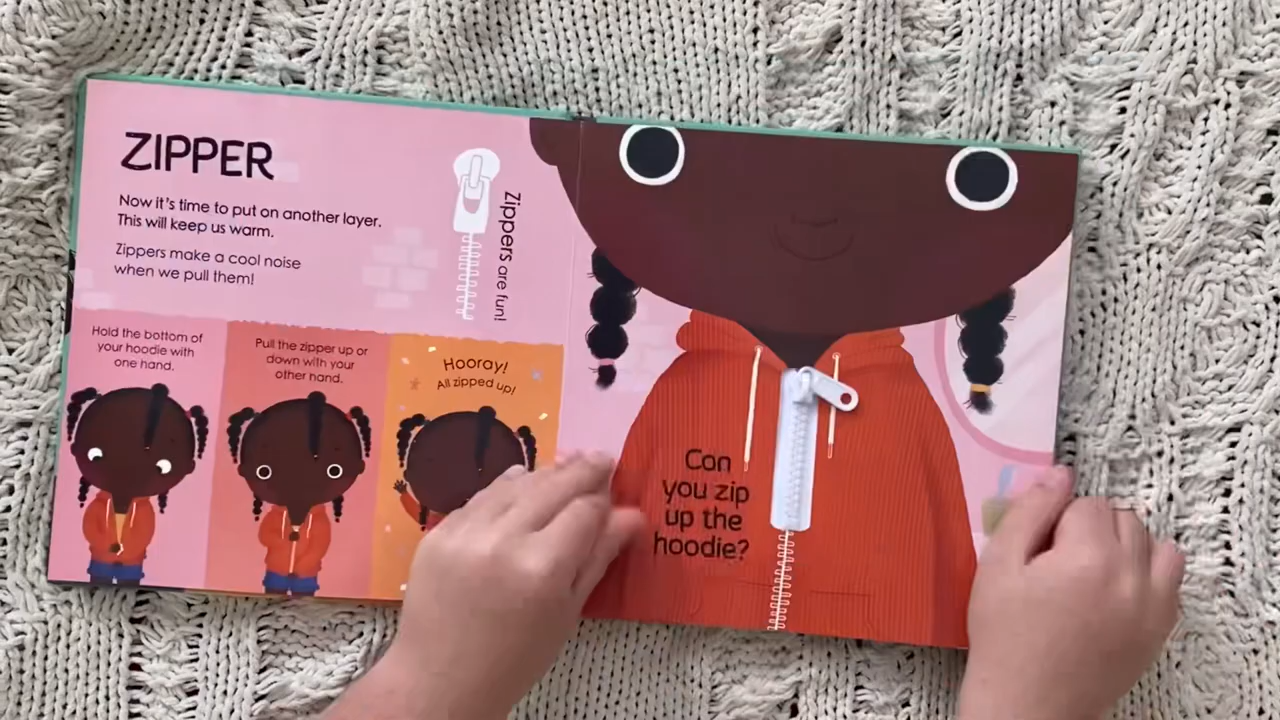 ZIPPER
Now it's time to put on another layer.
This will keep us warm.
Zippers make a cool noise
when we pull them!
Zippers are fun!
Hold the bottom of
your hoodie with
one hand.
Pull the zipper up or
down with your
other hand.
Hooray!
All zipped up!
Can
you zip
up the
hoodie?